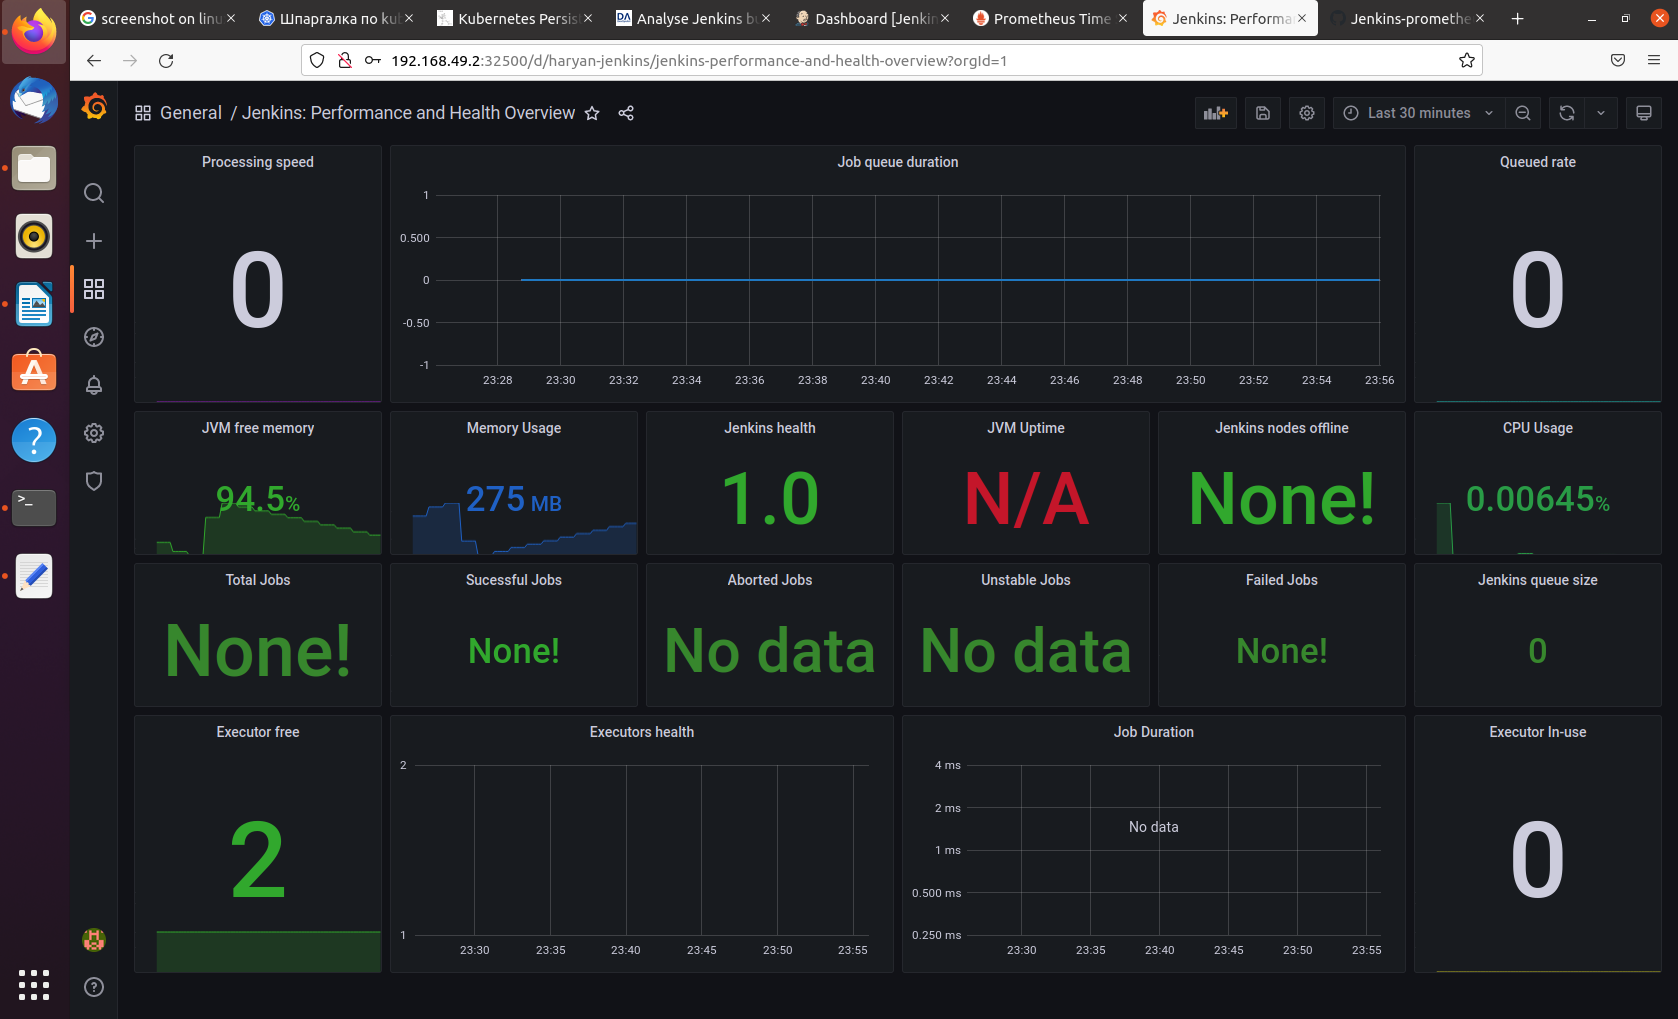 screenshot on linu
Шпаргалка по kub
Kubernetes Persis
Analyse Jenkins bu
Dashboard [Jenkin
Prometheus Time
Jenkins: Performa
Jenkins-promethe
192.168.49.2:32500/d/haryan-jenkins/jenkins-performance-and-health-overview?orgId=1
General / Jenkins: Performance and Health Overview
Last 30 minutes
Processing speed
0
Job queue duration
1
0.500
0
-0.50
-1
23:28 23:30 23:32 23:34 23:36 23:38 23:40 23:42 23:44 23:46 23:48 23:50 23:52 23:54 23:56
Queued rate
0
JVM free memory
94.5%
Memory Usage
275 MB
Jenkins health
1.0
JVM Uptime
N/A
Jenkins nodes offline
None!
CPU Usage
0.00645%
Total Jobs
None!
Sucessful Jobs
None!
Aborted Jobs
No data
Unstable Jobs
No data
Failed Jobs
None!
Jenkins queue size
0
Executor free
2
Executors health
2
1
23:30 23:35 23:40 23:45 23:50 23:55
Job Duration
4 ms
2 ms
No data
1 ms
0.500 ms
0.250 ms
23:30 23:35 23:40 23:45 23:50 23:55
Executor In-use
0